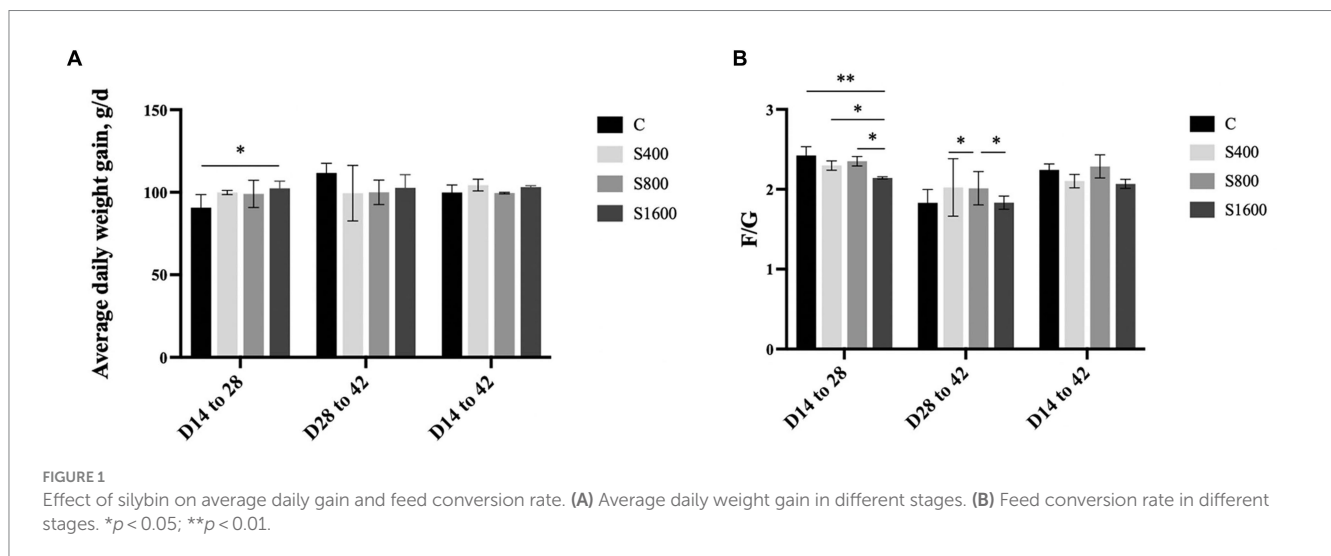 A
Average daily weight gain, g/d
150
100
50
0
*
D14 to 28
D28 to 42
D14 to 42
C
S400
S800
S1600
B
F/G
3
2
1
0
**
*
*
*
*
D14 to 28
D28 to 42
D14 to 42
C
S400
S800
S1600
FIGURE 1
Effect of silybin on average daily gain and feed conversion rate. (A) Average daily weight gain in different stages. (B) Feed conversion rate in different
stages. *p < 0.05; **p < 0.01.